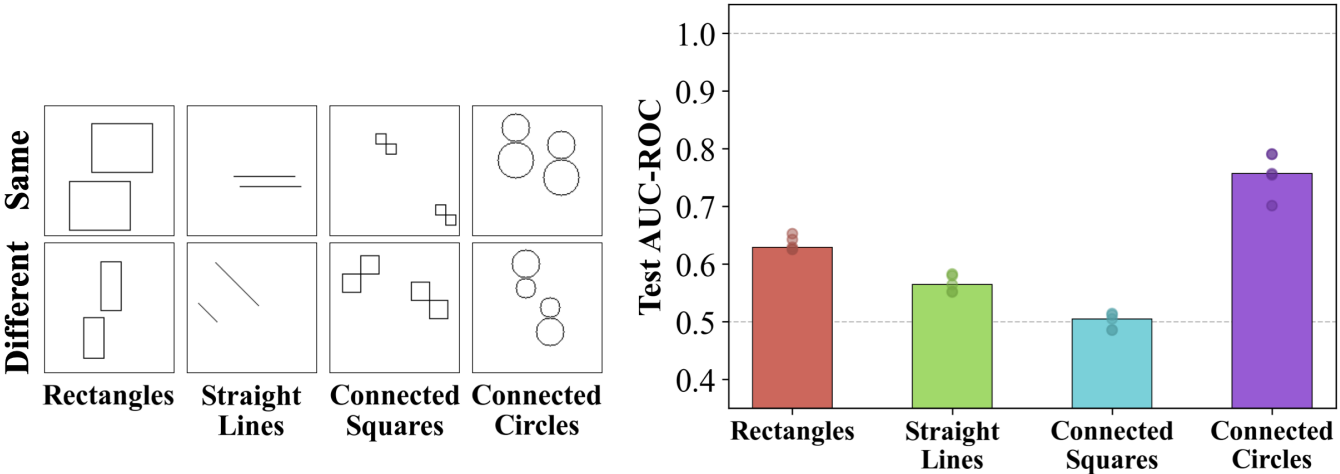 Same
Different
Rectangles
Straight
Lines
Connected
Squares
Connected
Circles
Test AUC-ROC
1.0
0.9
0.8
0.7
0.6
0.5
0.4
Rectangles
Straight
Lines
Connected
Squares
Connected
Circles